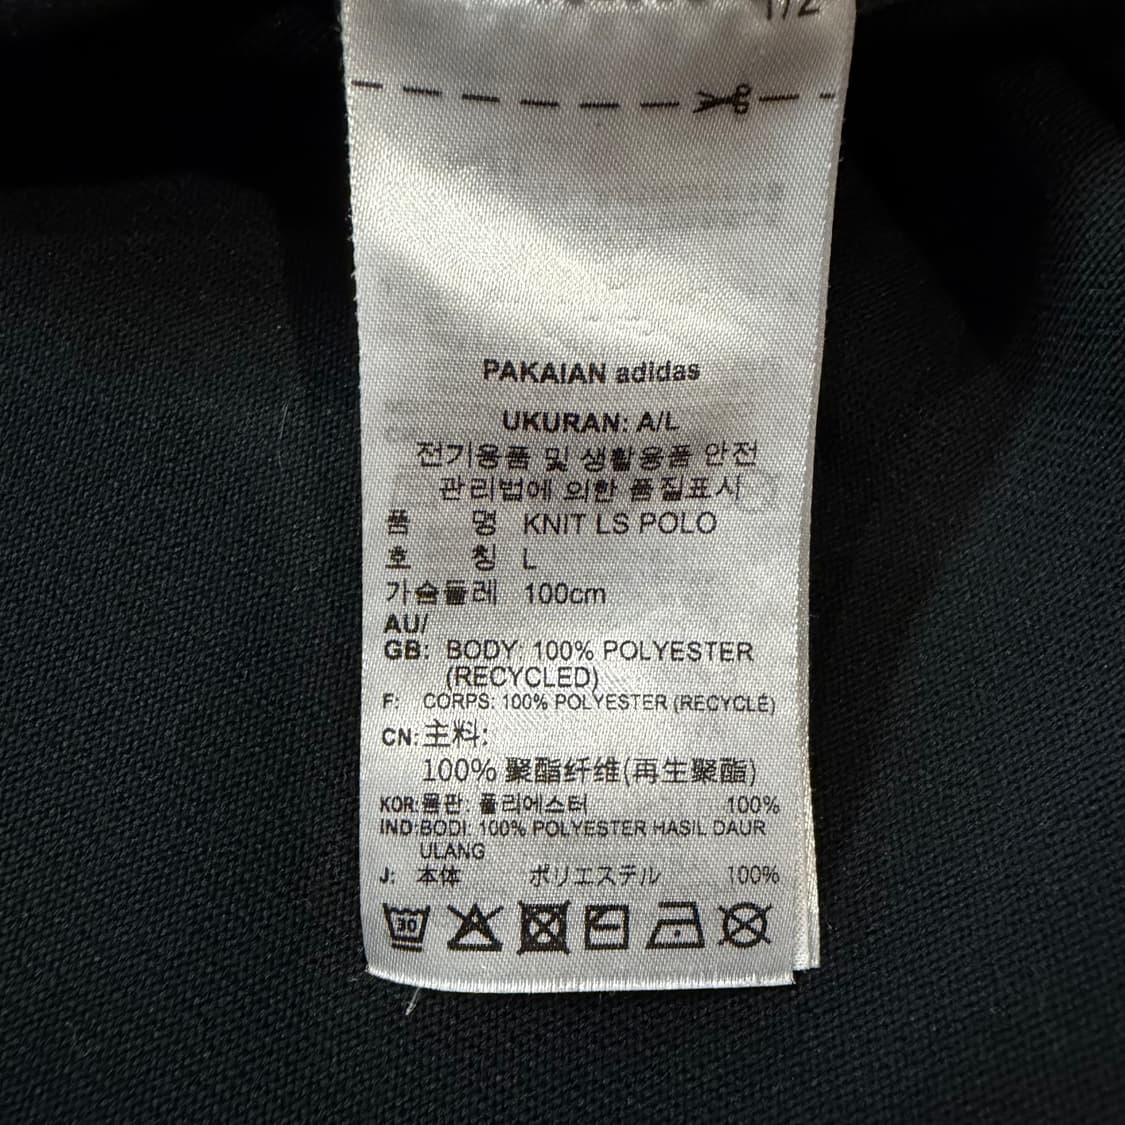 1/2
PAKAIAN adidas
UKURAN: A/L
전기용품 및 생활용품 안전
관리법에 의한 품질표시
품 명 KNIT LS POLO
호 칭 L
가슴둘레 100cm
AU/
GB: BODY: 100% POLYESTER
(RECYCLED)
F: CORPS: 100% POLYESTER (RECYCLÉ)
CN: 主料:
100% 聚酯纤维(再生聚酯)
KOR: 몸판: 폴리에스터 100%
IND: BODI: 100% POLYESTER HASIL DAUR
ULANG
J: 本体 ポリエステル 100%
30